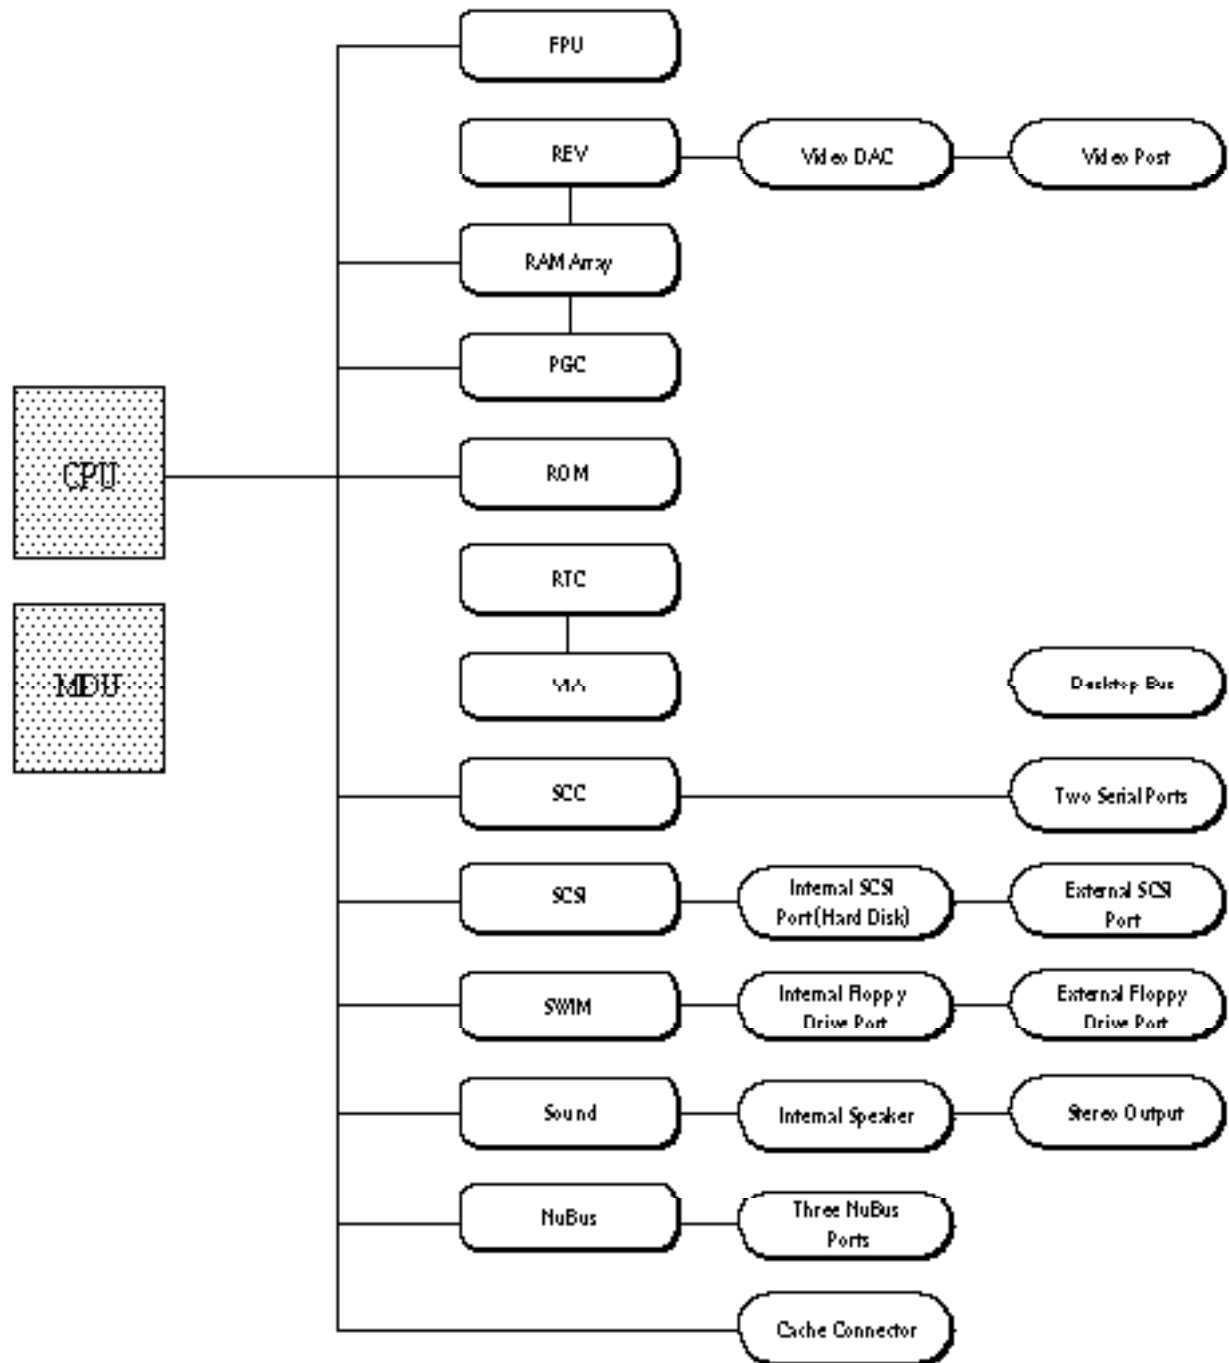 FPU
REV
Video DAC
Video Post
RAM Array
PGC
CPU
ROM
RTC
MDU
Desktop Bus
SCC
Two Serial Ports
SCSI
Internal SCSI
Port(Hard Disk)
External SCSI
Port
SWIM
Internal Floppy
Drive Port
External Floppy
Drive Port
Sound
Internal Speaker
Stereo Output
NuBus
Three NuBus
Ports
Cache Connector